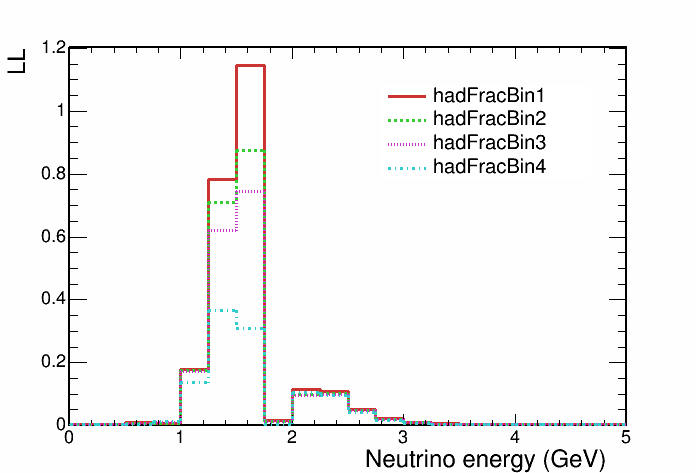 LL
1.2
1
0.8
0.6
0.4
0.2
0
hadFracBin1
hadFracBin2
hadFracBin3
hadFracBin4
0 1 2 3 4 5
Neutrino energy (GeV)